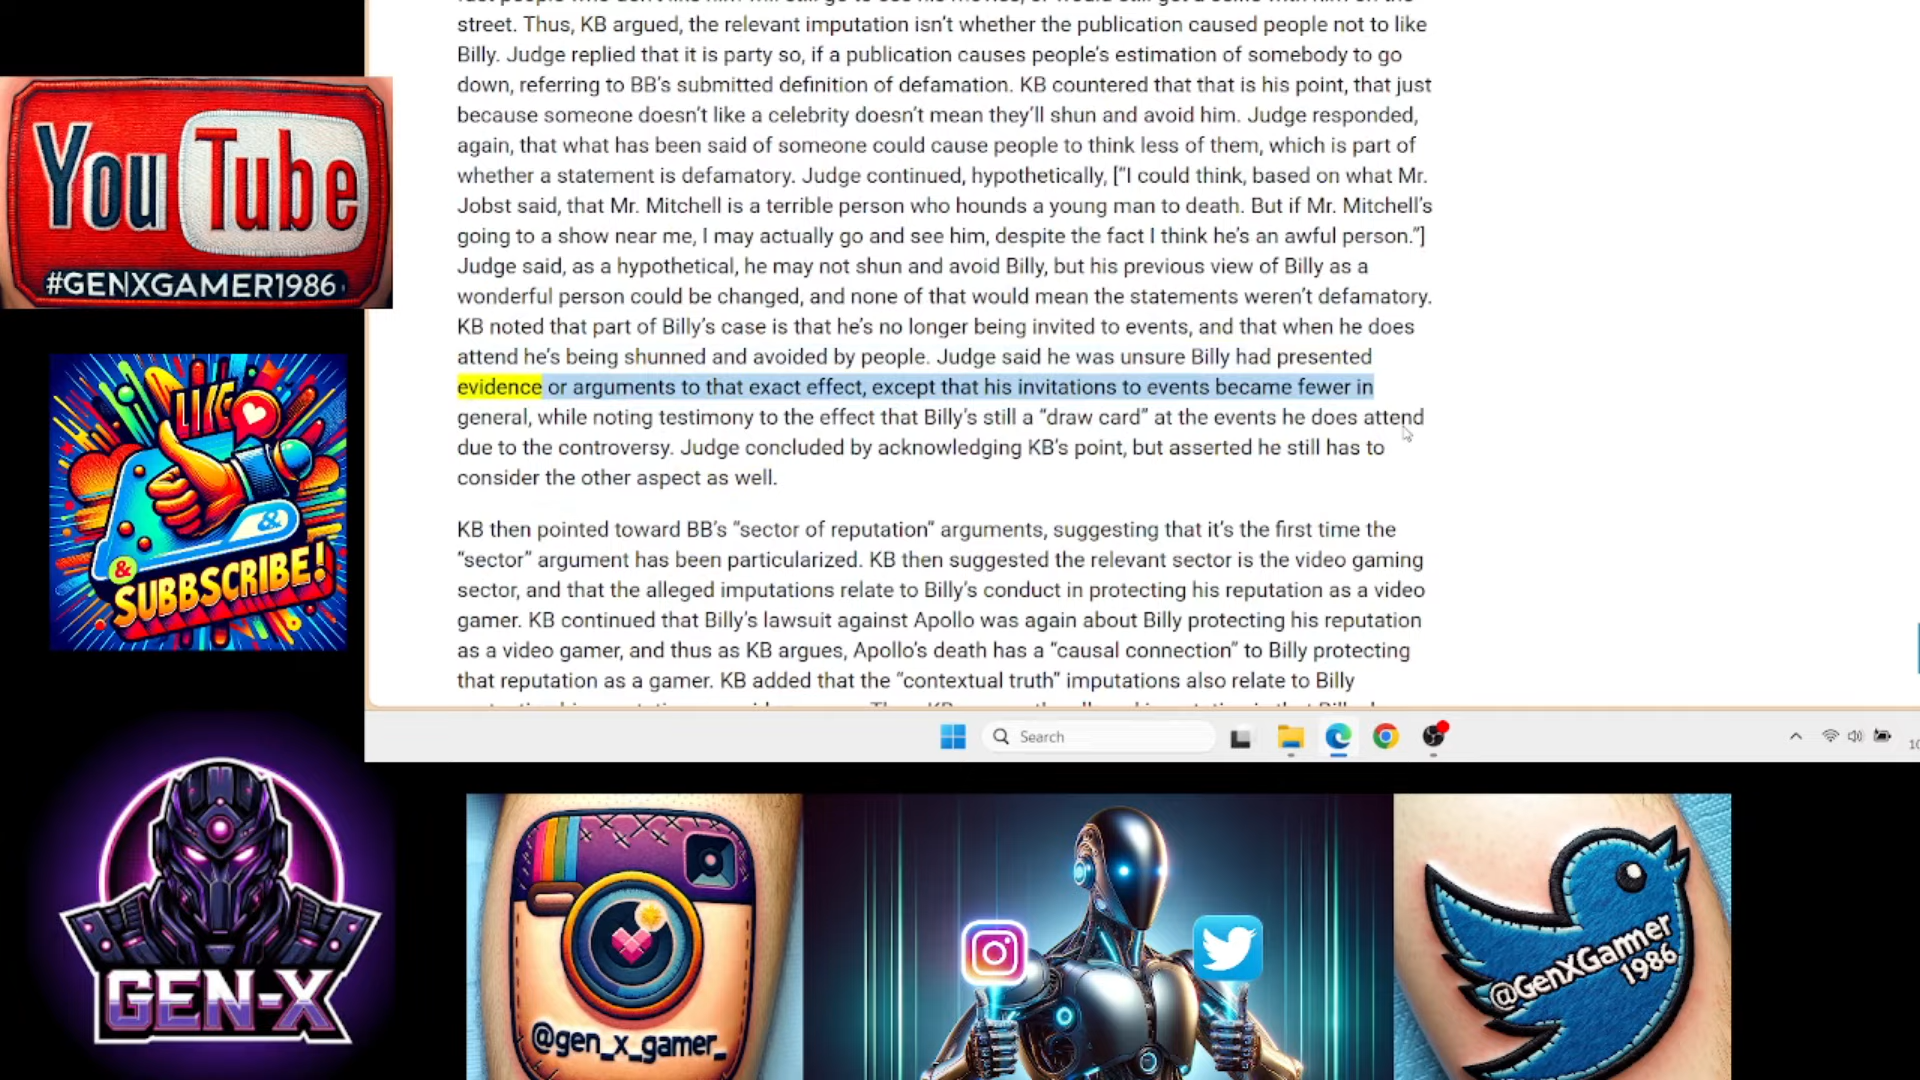 street. Thus, KB argued, the relevant imputation isn’t whether the publication caused people not to like
Billy. Judge replied that it is party so, if a publication causes people’s estimation of somebody to go
down, referring to BB’s submitted definition of defamation. KB countered that that is his point, that just
because someone doesn’t like a celebrity doesn’t mean they’ll shun and avoid him. Judge responded,
again, that what has been said of someone could cause people to think less of them, which is part of
whether a statement is defamatory. Judge continued, hypothetically, [“I could think, based on what Mr.
Jobst said, that Mr. Mitchell is a terrible person who hounds a young man to death. But if Mr. Mitchell’s
going to a show near me, I may actually go and see him, despite the fact I think he’s an awful person.”]
Judge said, as a hypothetical, he may not shun and avoid Billy, but his previous view of Billy as a
wonderful person could be changed, and none of that would mean the statements weren’t defamatory.
KB noted that part of Billy’s case is that he’s no longer being invited to events, and that when he does
attend he’s being shunned and avoided by people. Judge said he was unsure Billy had presented
evidence or arguments to that exact effect, except that his invitations to events became fewer in
general, while noting testimony to the effect that Billy’s still a “draw card” at the events he does attend
due to the controversy. Judge concluded by acknowledging KB’s point, but asserted he still has to
consider the other aspect as well.
KB then pointed toward BB’s “sector of reputation” arguments, suggesting that it’s the first time the
“sector” argument has been particularized. KB then suggested the relevant sector is the video gaming
sector, and that the alleged imputations relate to Billy’s conduct in protecting his reputation as a video
gamer. KB continued that Billy’s lawsuit against Apollo was again about Billy protecting his reputation
as a video gamer, and thus as KB argues, Apollo’s death has a “causal connection” to Billy protecting
that reputation as a gamer. KB added that the “contextual truth” imputations also relate to Billy
You Tube
#GENXGAMER1986
LIKE
&
&
SUBBSCRIBE!
GEN-X
Search
@gen_x_gamer_
@GenXGamer
1986